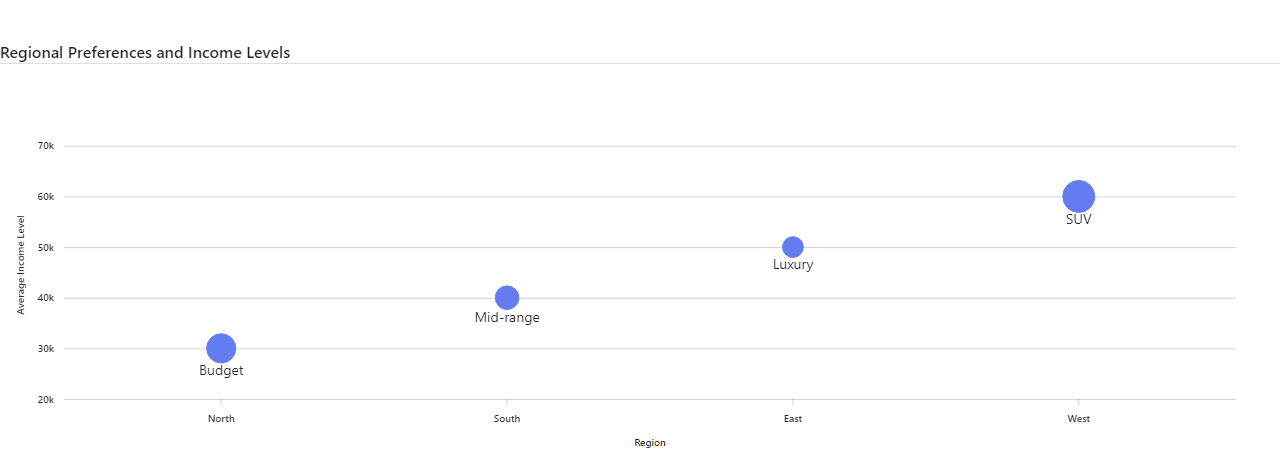 Regional Preferences and Income Levels
70k
60k
50k
40k
30k
20k
Average Income Level
SUV
Luxury
Mid-range
Budget
North South East West
Region